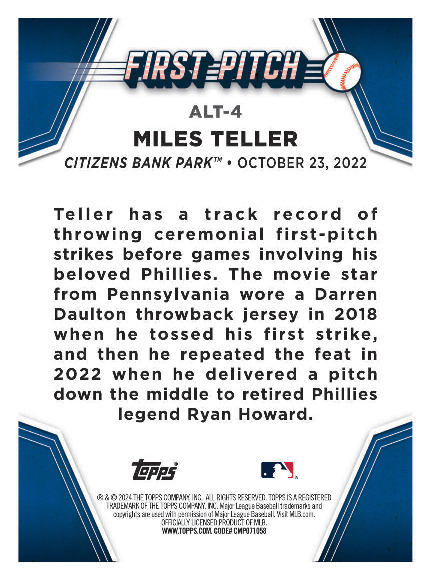 FIRST PITCH
ALT-4
MILES TELLER
CITIZENS BANK PARK™ • OCTOBER 23, 2022
Teller has a track record of
throwing ceremonial first-pitch
strikes before games involving his
beloved Phillies. The movie star
from Pennsylvania wore a Darren
Daulton throwback jersey in 2018
when he tossed his first strike,
and then he repeated the feat in
2022 when he delivered a pitch
down the middle to retired Phillies
legend Ryan Howard.
Topps
® & © 2024 THE TOPPS COMPANY, INC. ALL RIGHTS RESERVED. TOPPS IS A REGISTERED
TRADEMARK OF THE TOPPS COMPANY, INC. Major League Baseball trademarks and
copyrights are used with permission of Major League Baseball. Visit MLB.com.
OFFICIALLY LICENSED PRODUCT OF MLB.
WWW.TOPPS.COM. CODE# CMP071058